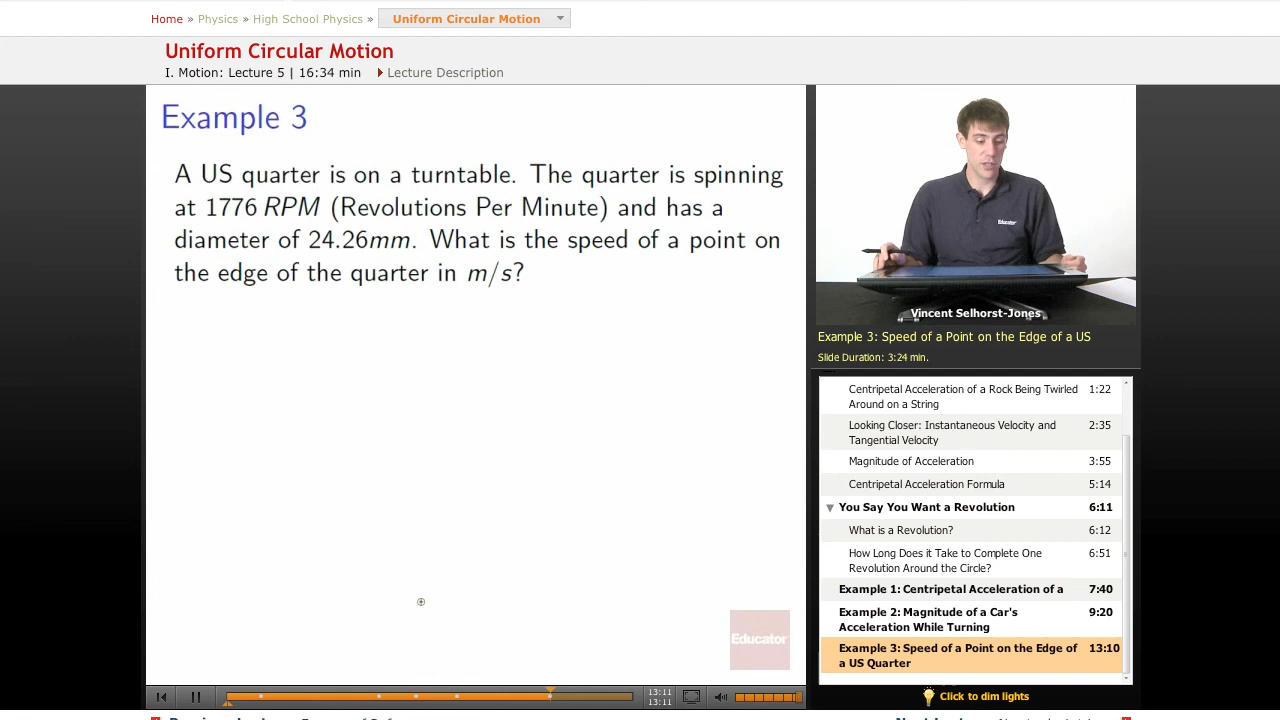 Home » Physics » High School Physics » Uniform Circular Motion
Uniform Circular Motion
I. Motion: Lecture 5 | 16:34 min Lecture Description
Example 3
A US quarter is on a turntable. The quarter is spinning
at 1776 RPM (Revolutions Per Minute) and has a
diameter of 24.26mm. What is the speed of a point on
the edge of the quarter in m/s?
Educator
Educator
Vincent Selhorst-Jones
Example 3: Speed of a Point on the Edge of a US
Slide Duration: 3:24 min.
Centripetal Acceleration of a Rock Being Twirled 1:22
Around on a String
Looking Closer: Instantaneous Velocity and 2:35
Tangential Velocity
Magnitude of Acceleration 3:55
Centripetal Acceleration Formula 5:14
You Say You Want a Revolution 6:11
What is a Revolution? 6:12
How Long Does it Take to Complete One 6:51
Revolution Around the Circle?
Example 1: Centripetal Acceleration of a 7:40
Example 2: Magnitude of a Car's 9:20
Acceleration While Turning
Example 3: Speed of a Point on the Edge of 13:10
a US Quarter
13:11
13:11
Click to dim lights